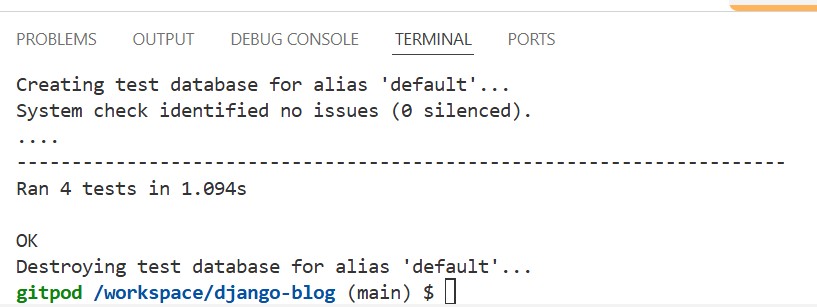 PROBLEMS OUTPUT DEBUG CONSOLE TERMINAL PORTS
Creating test database for alias 'default'...
System check identified no issues (0 silenced).
....
----------------------------------------------------------------------
Ran 4 tests in 1.094s
OK
Destroying test database for alias 'default'...
gitpod /workspace/django-blog (main) $